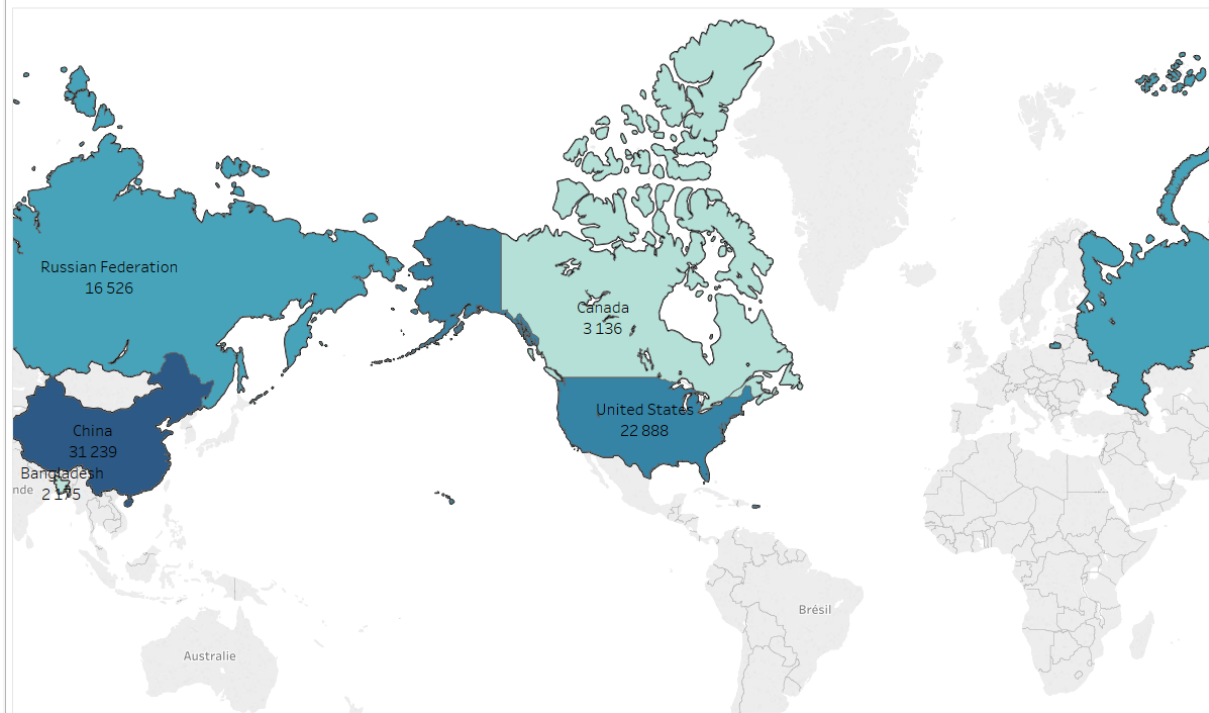 Russian Federation
16 526
Canada
3 136
United States
22 888
China
31 239
Bangladesh
2 175
nde
Brésil
Australie